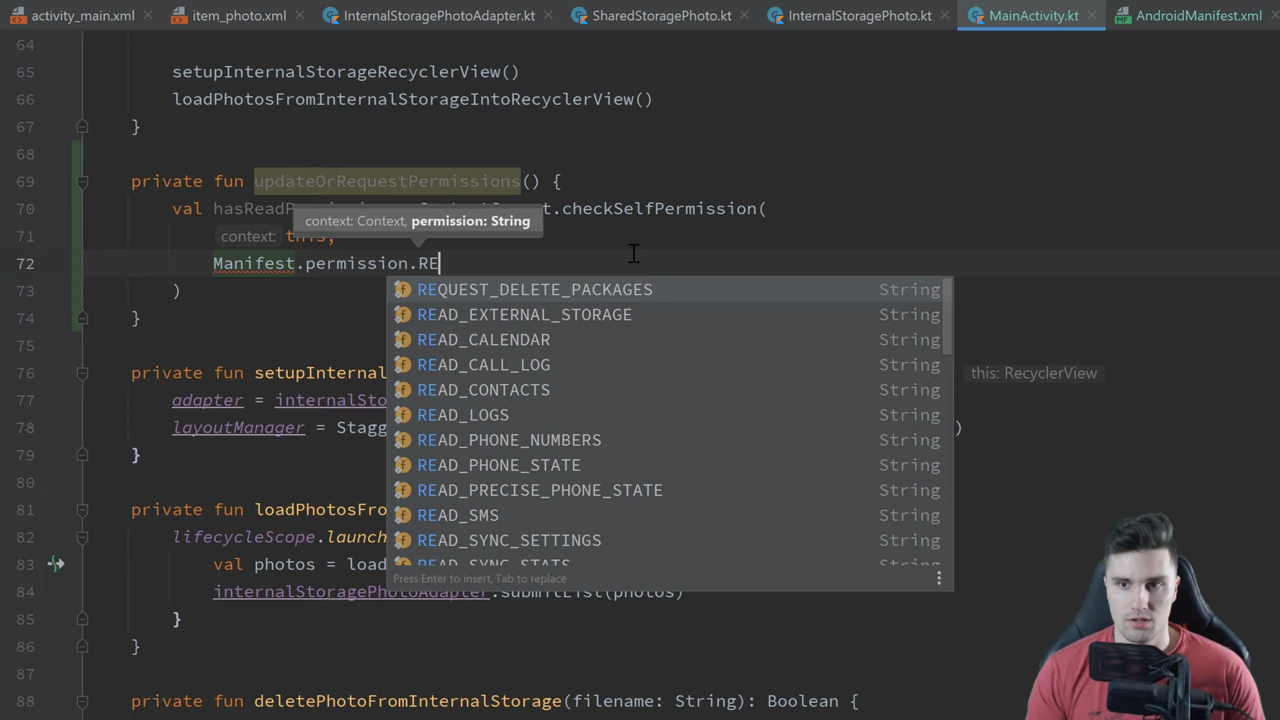 activity_main.xml
item_photo.xml
InternalStoragePhotoAdapter.kt
SharedStoragePhoto.kt
InternalStoragePhoto.kt
MainActivity.kt
AndroidManifest.xml
64
65 setupInternalStorageRecyclerView()
66 loadPhotosFromInternalStorageIntoRecyclerView()
67 }
68
69 private fun updateOrRequestPermissions() {
70 val .checkSelfPermission(
context: Context, permission: String
71 context: this,
72 Manifest.permission.RE
73 )
REQUEST_DELETE_PACKAGES String
74 }
READ_EXTERNAL_STORAGE String
75
READ_CALENDAR String
READ_CALL_LOG String
76 private fun setupInternal this: RecyclerView
READ_CONTACTS String
77 adapter = internalSto
READ_LOGS String
78 layoutManager = Stagg )
READ_PHONE_NUMBERS String
79 }
READ_PHONE_STATE String
80
READ_PRECISE_PHONE_STATE String
81 private fun loadPhotosFro
READ_SMS String
82 lifecycleScope.launc
READ_SYNC_SETTINGS String
83 val photos = load
READ_SYNC_STATS String
Press Enter to insert, Tab to replace
84 internalStoragePhotoAdapter.submitList(photos)
85 }
86 }
87
88 private fun deletePhotoFromInternalStorage(filename: String): Boolean {